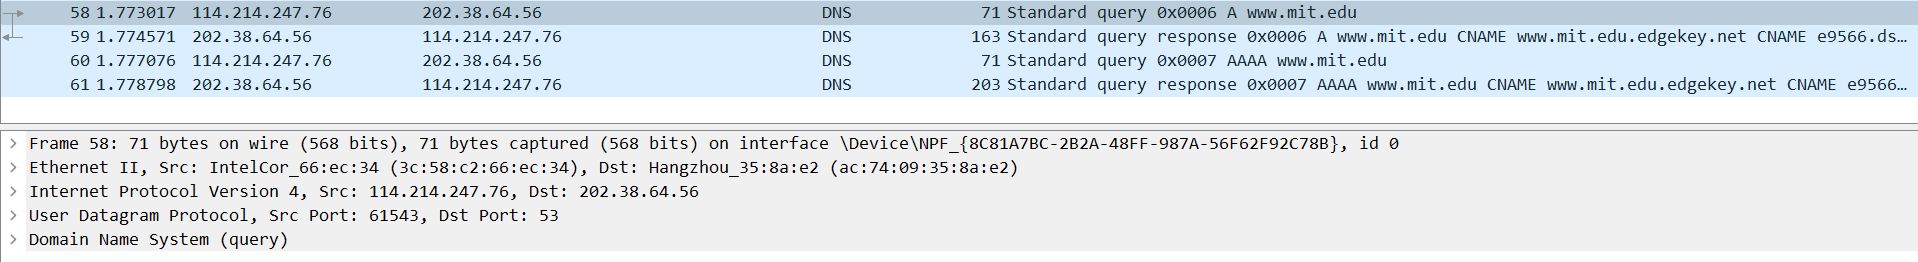 58 1.773017 114.214.247.76 202.38.64.56 DNS 71 Standard query 0x0006 A www.mit.edu
59 1.774571 202.38.64.56 114.214.247.76 DNS 163 Standard query response 0x0006 A www.mit.edu CNAME www.mit.edu.edgekey.net CNAME e9566.ds…
60 1.777076 114.214.247.76 202.38.64.56 DNS 71 Standard query 0x0007 AAAA www.mit.edu
61 1.778798 202.38.64.56 114.214.247.76 DNS 203 Standard query response 0x0007 AAAA www.mit.edu CNAME www.mit.edu.edgekey.net CNAME e9566…
Frame 58: 71 bytes on wire (568 bits), 71 bytes captured (568 bits) on interface \Device\NPF_{8C81A7BC-2B2A-48FF-987A-56F62F92C78B}, id 0
Ethernet II, Src: IntelCor_66:ec:34 (3c:58:c2:66:ec:34), Dst: Hangzhou_35:8a:e2 (ac:74:09:35:8a:e2)
Internet Protocol Version 4, Src: 114.214.247.76, Dst: 202.38.64.56
User Datagram Protocol, Src Port: 61543, Dst Port: 53
Domain Name System (query)